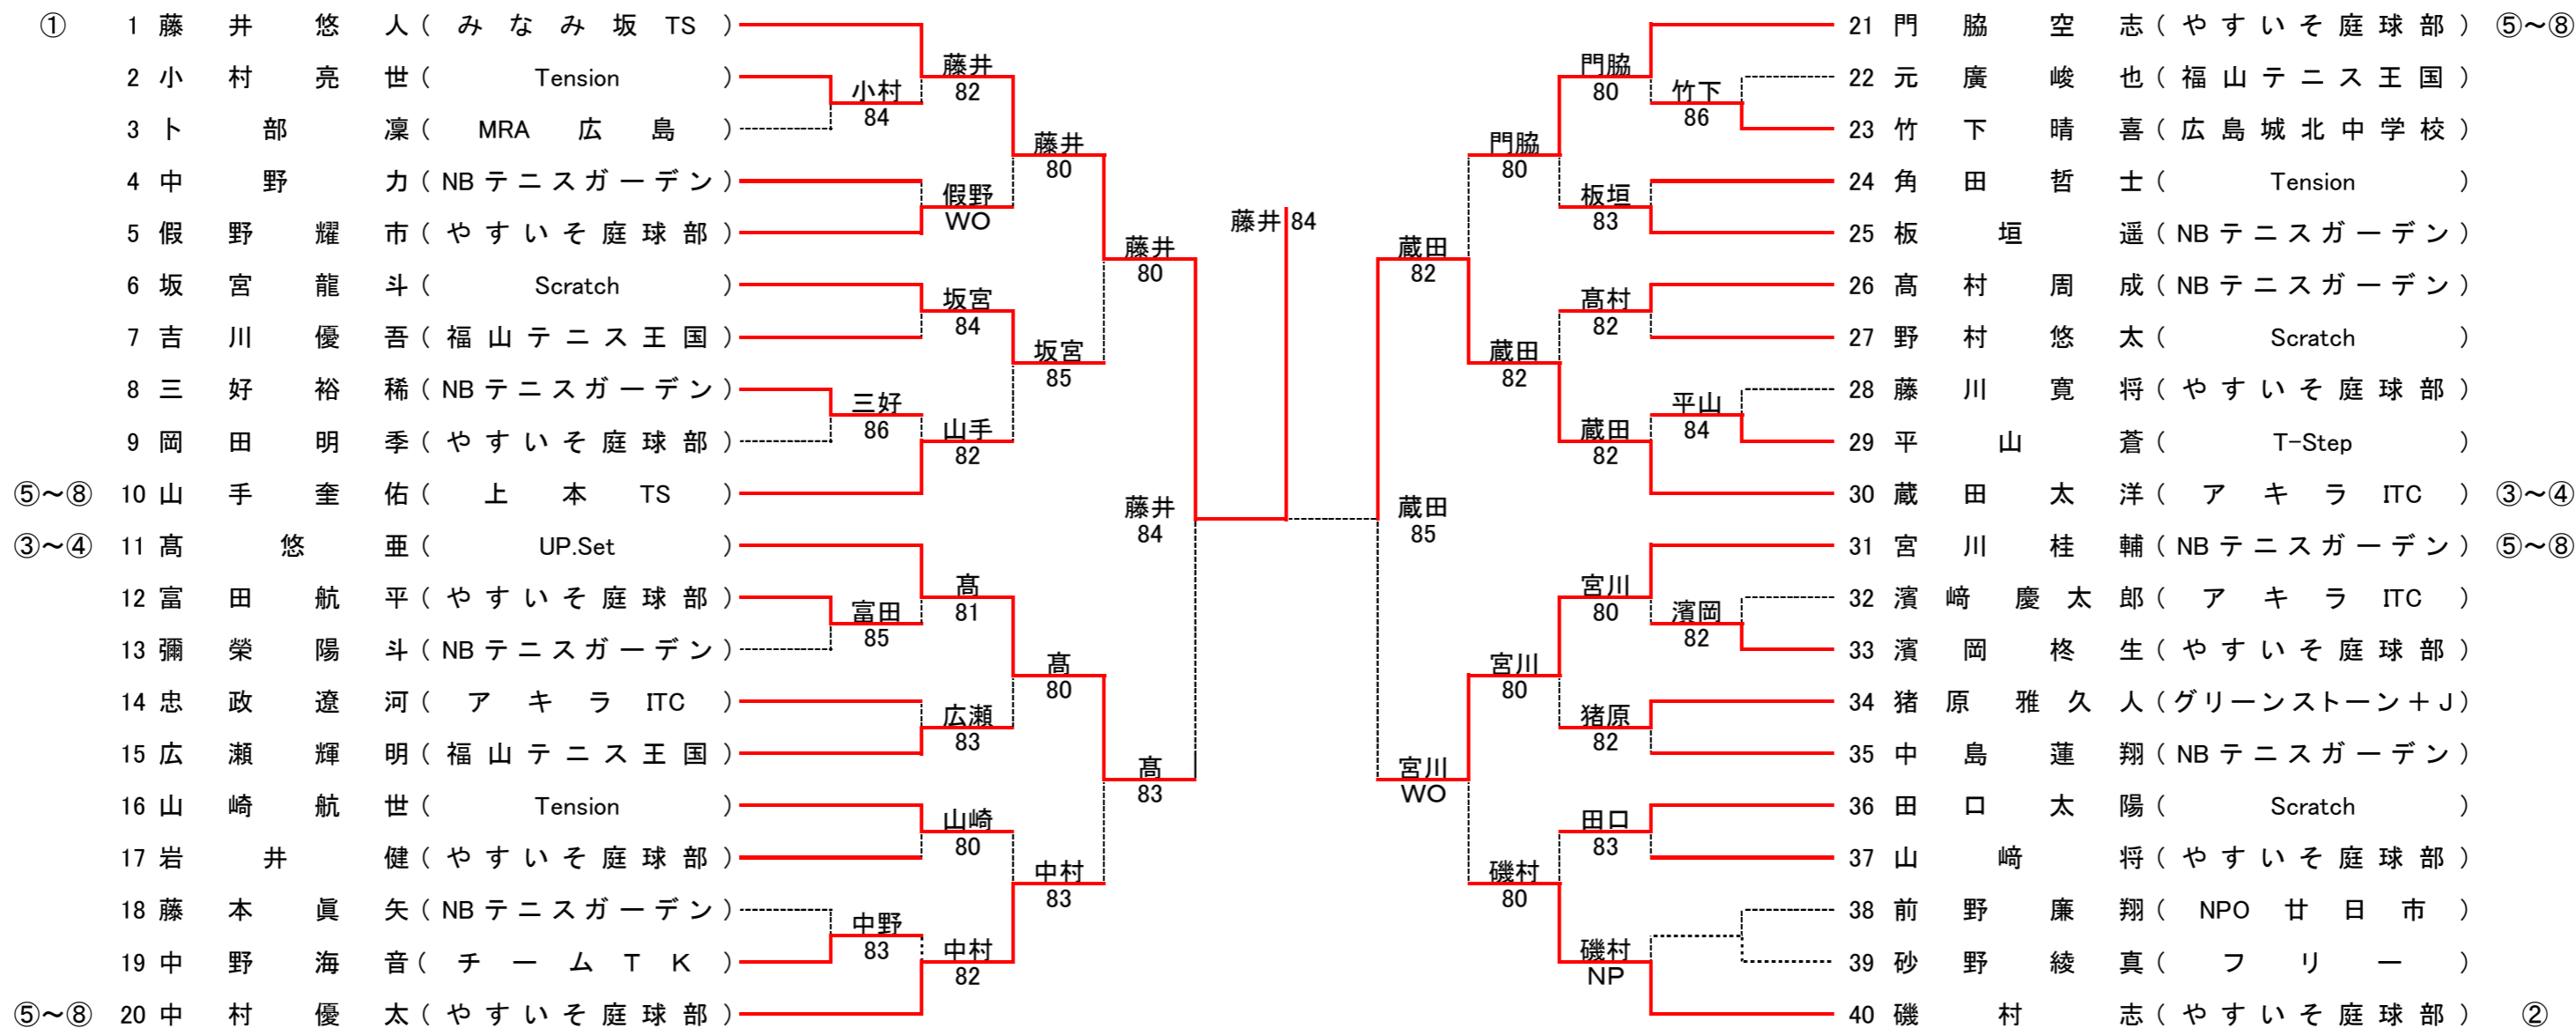 ① 1 藤井悠人(みなみ坂TS)
2 小村亮世(Tension)
3 卜部凜(MRA広島)
4 中野力(NBテニスガーデン)
5 假野耀市(やすいそ庭球部)
6 坂宮龍斗(Scratch)
7 吉川優吾(福山テニス王国)
8 三好裕稀(NBテニスガーデン)
9 岡田明季(やすいそ庭球部)
⑤～⑧ 10 山手奎佑(上本TS)
③～④ 11 髙悠亜(UP.Set)
12 富田航平(やすいそ庭球部)
13 彌榮陽斗(NBテニスガーデン)
14 忠政遼河(アキラITC)
15 広瀬輝明(福山テニス王国)
16 山崎航世(Tension)
17 岩井健(やすいそ庭球部)
18 藤本眞矢(NBテニスガーデン)
19 中野海音(チームTK)
⑤～⑧ 20 中村優太(やすいそ庭球部)
小村
84
三好
86
富田
85
中野
83
藤井
82
假野
WO
坂宮
84
山手
82
髙
81
広瀬
83
山崎
80
中村
82
藤井
80
坂宮
85
髙
80
中村
83
藤井
80
髙
83
藤井
84
藤井 84
蔵田
85
蔵田
82
宮川
WO
門脇
80
蔵田
82
宮川
80
磯村
80
門脇
80
板垣
83
髙村
82
蔵田
82
宮川
80
猪原
82
田口
83
磯村
NP
竹下
86
平山
84
濱岡
82
21 門脇空志(やすいそ庭球部) ⑤～⑧
22 元廣峻也(福山テニス王国)
23 竹下晴喜(広島城北中学校)
24 角田哲士(Tension)
25 板垣遥(NBテニスガーデン)
26 髙村周成(NBテニスガーデン)
27 野村悠太(Scratch)
28 藤川寛将(やすいそ庭球部)
29 平山蒼(T-Step)
30 蔵田太洋(アキラITC) ③～④
31 宮川桂輔(NBテニスガーデン) ⑤～⑧
32 濱﨑慶太郎(アキラITC)
33 濱岡柊生(やすいそ庭球部)
34 猪原雅久人(グリーンストーン＋J)
35 中島蓮翔(NBテニスガーデン)
36 田口太陽(Scratch)
37 山﨑将(やすいそ庭球部)
38 前野廉翔(NPO廿日市)
39 砂野綾真(フリー)
40 磯村志(やすいそ庭球部) ②